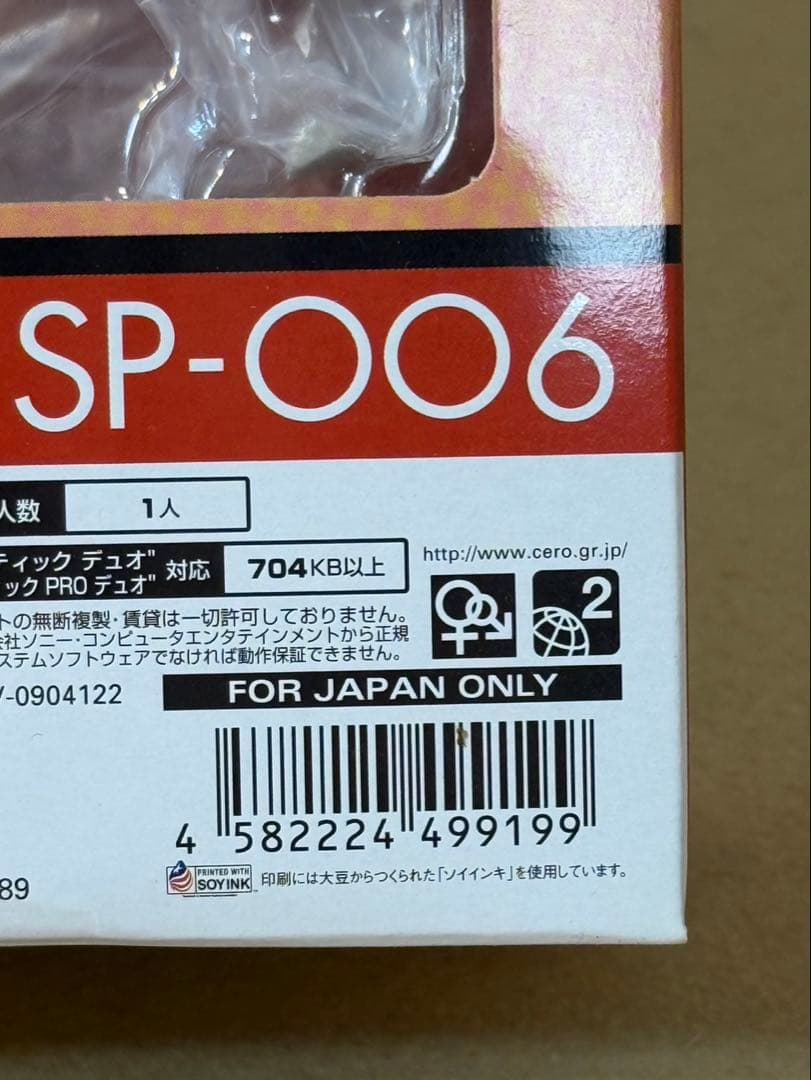 SP-006
人数 1人
ティック デュオ"
ック PRO デュオ" 対応 704KB以上
http://www.cero.gr.jp/
2
トの無断複製・賃貸は一切許可しておりません。
会社ソニー・コンピュータエンタテインメントから正規
ステムソフトウェアでなければ動作保証できません。
-0904122
FOR JAPAN ONLY
4 582224 499199
PRINTED WITH
SOY INK
印刷には大豆からつくられた「ソイインキ」を使用しています。
89